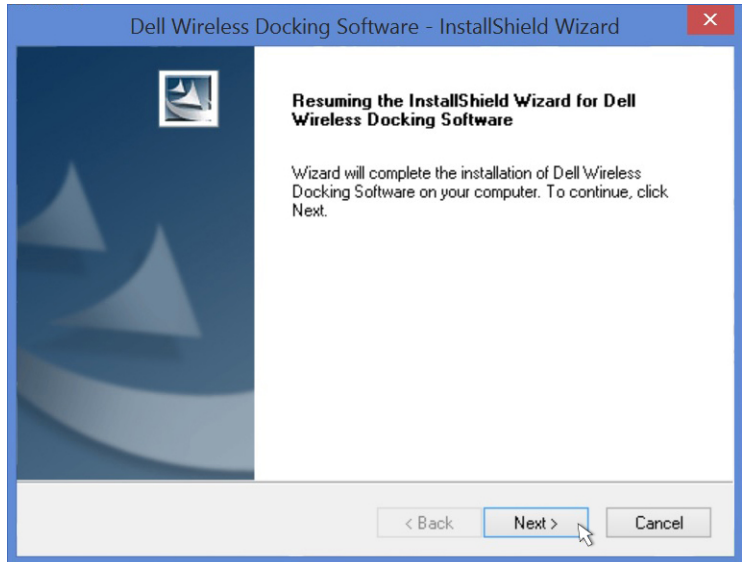 Dell Wireless Docking Software - InstallShield Wizard
Resuming the InstallShield Wizard for Dell
Wireless Docking Software
Wizard will complete the installation of Dell Wireless
Docking Software on your computer. To continue, click
Next.
< Back Next > Cancel